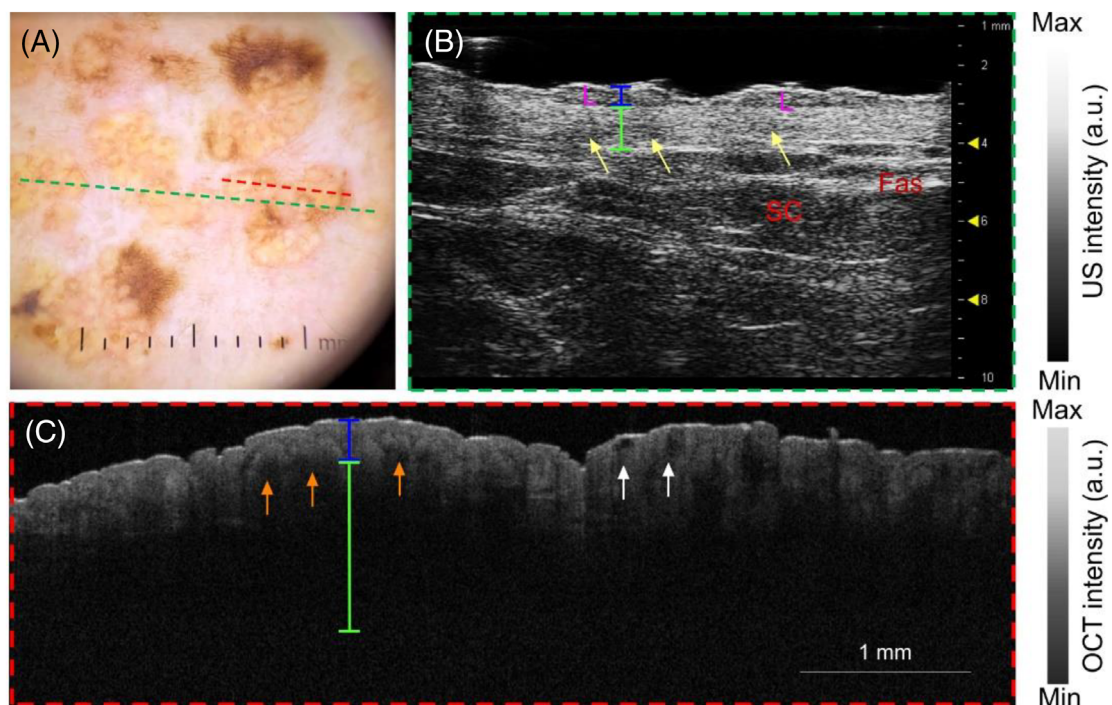 (A)
mm
(B)
1 mm
2
4
6
8
10
L
L
Fas
SC
Max
US intensity (a.u.)
Min
(C)
1 mm
Max
OCT intensity (a.u.)
Min